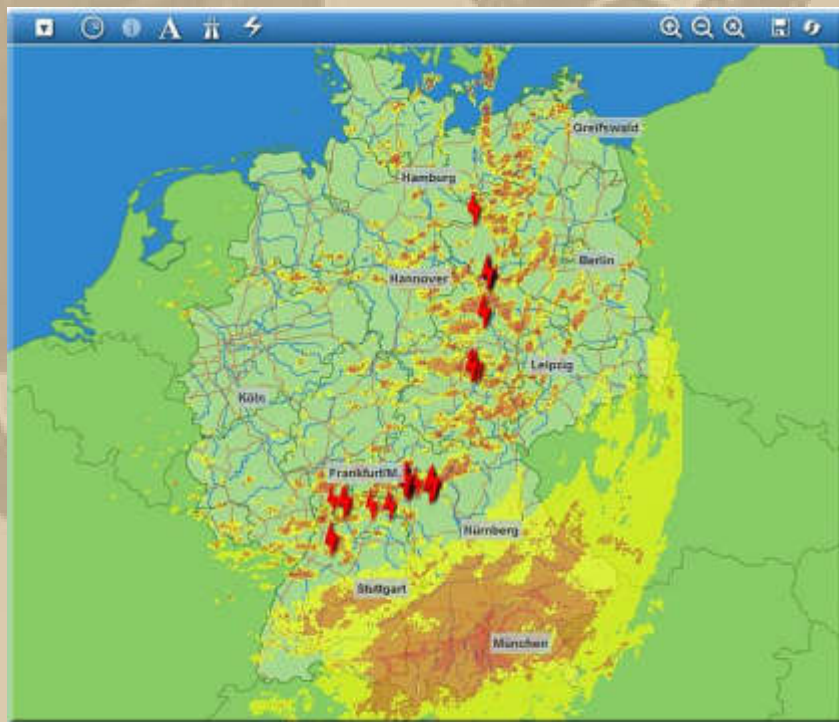 A
Greifswald
Hamburg
Berlin
Hannover
Leipzig
Köln
Frankfurt/M.
Nürnberg
Stuttgart
München